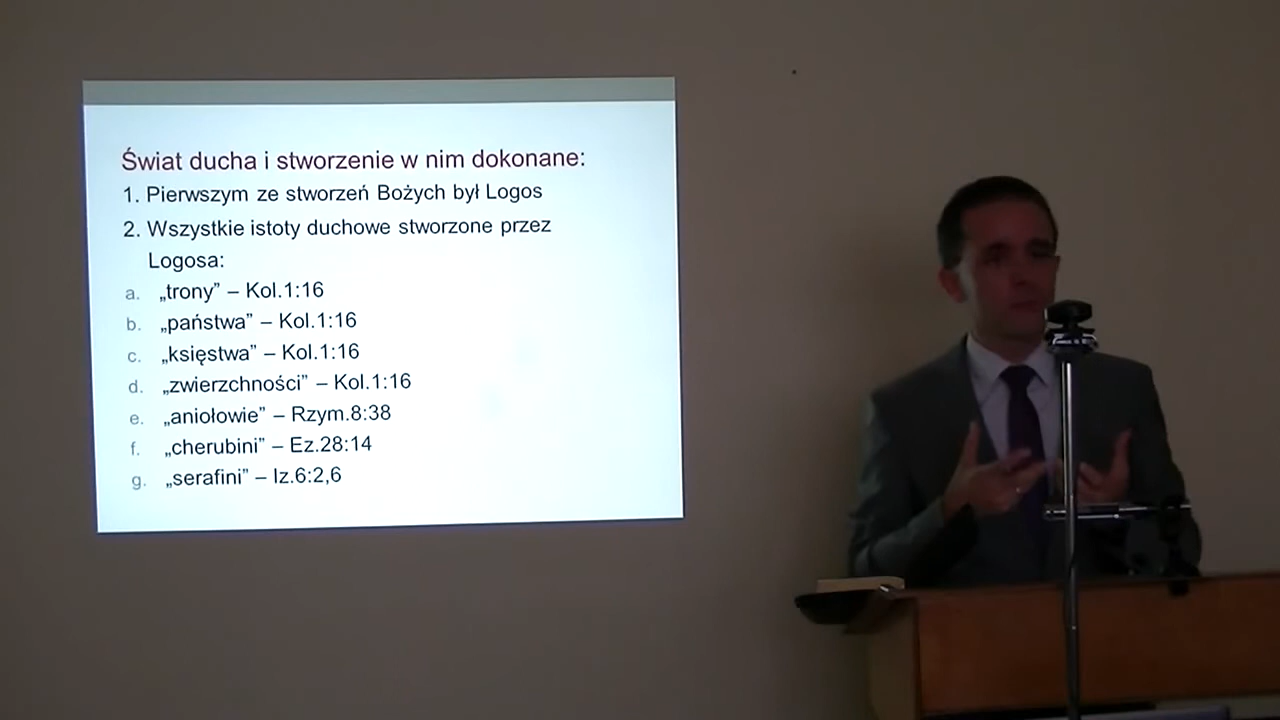 Świat ducha i stworzenie w nim dokonane:
1. Pierwszym ze stworzeń Bożych był Logos
2. Wszystkie istoty duchowe stworzone przez
Logosa:
a. „trony” – Kol.1:16
b. „państwa” – Kol.1:16
c. „księstwa” – Kol.1:16
d. „zwierzchności” – Kol.1:16
e. „aniołowie” – Rzym.8:38
f. „cherubini” – Ez.28:14
g. „serafini” – Iz.6:2,6